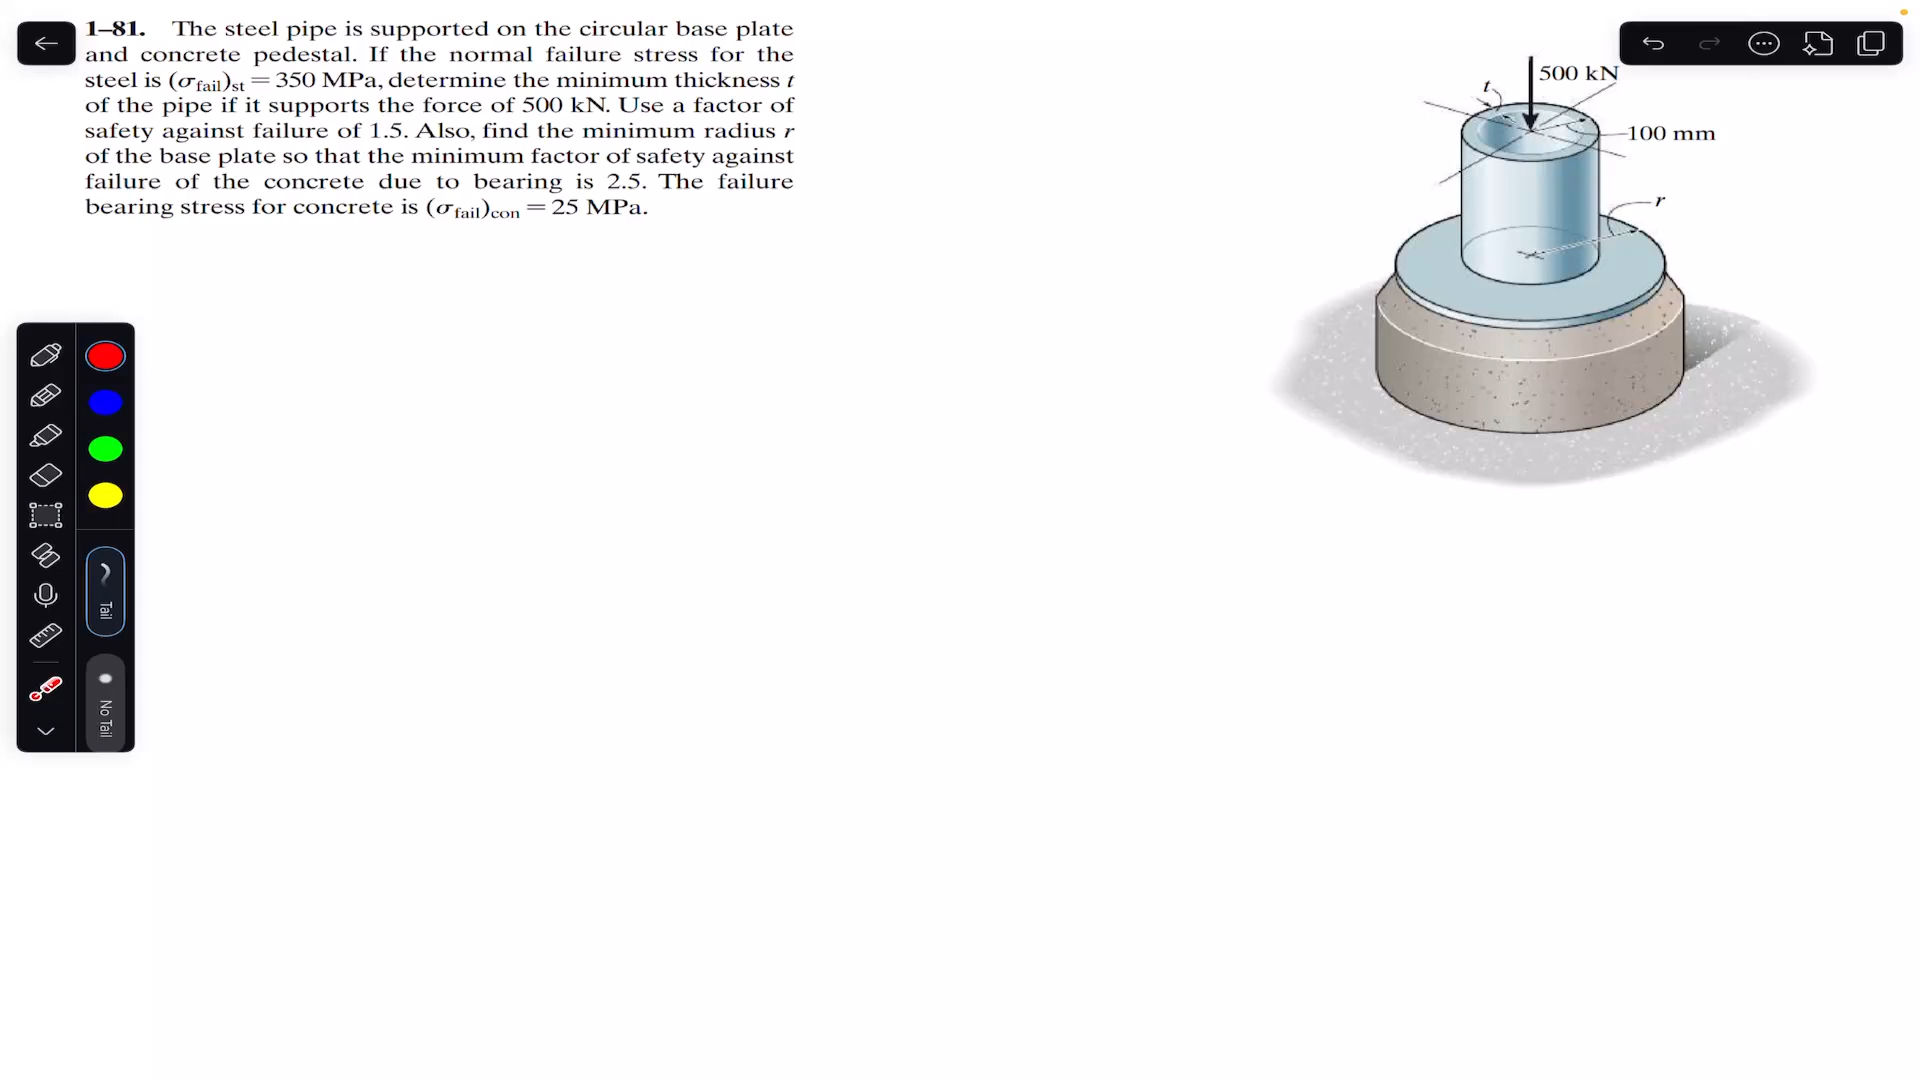 1–81. The steel pipe is supported on the circular base plate
and concrete pedestal. If the normal failure stress for the
steel is (σfail)st = 350 MPa, determine the minimum thickness t
of the pipe if it supports the force of 500 kN. Use a factor of
safety against failure of 1.5. Also, find the minimum radius r
of the base plate so that the minimum factor of safety against
failure of the concrete due to bearing is 2.5. The failure
bearing stress for concrete is (σfail)con = 25 MPa.
500 kN
t
100 mm
r
Tail
No Tail